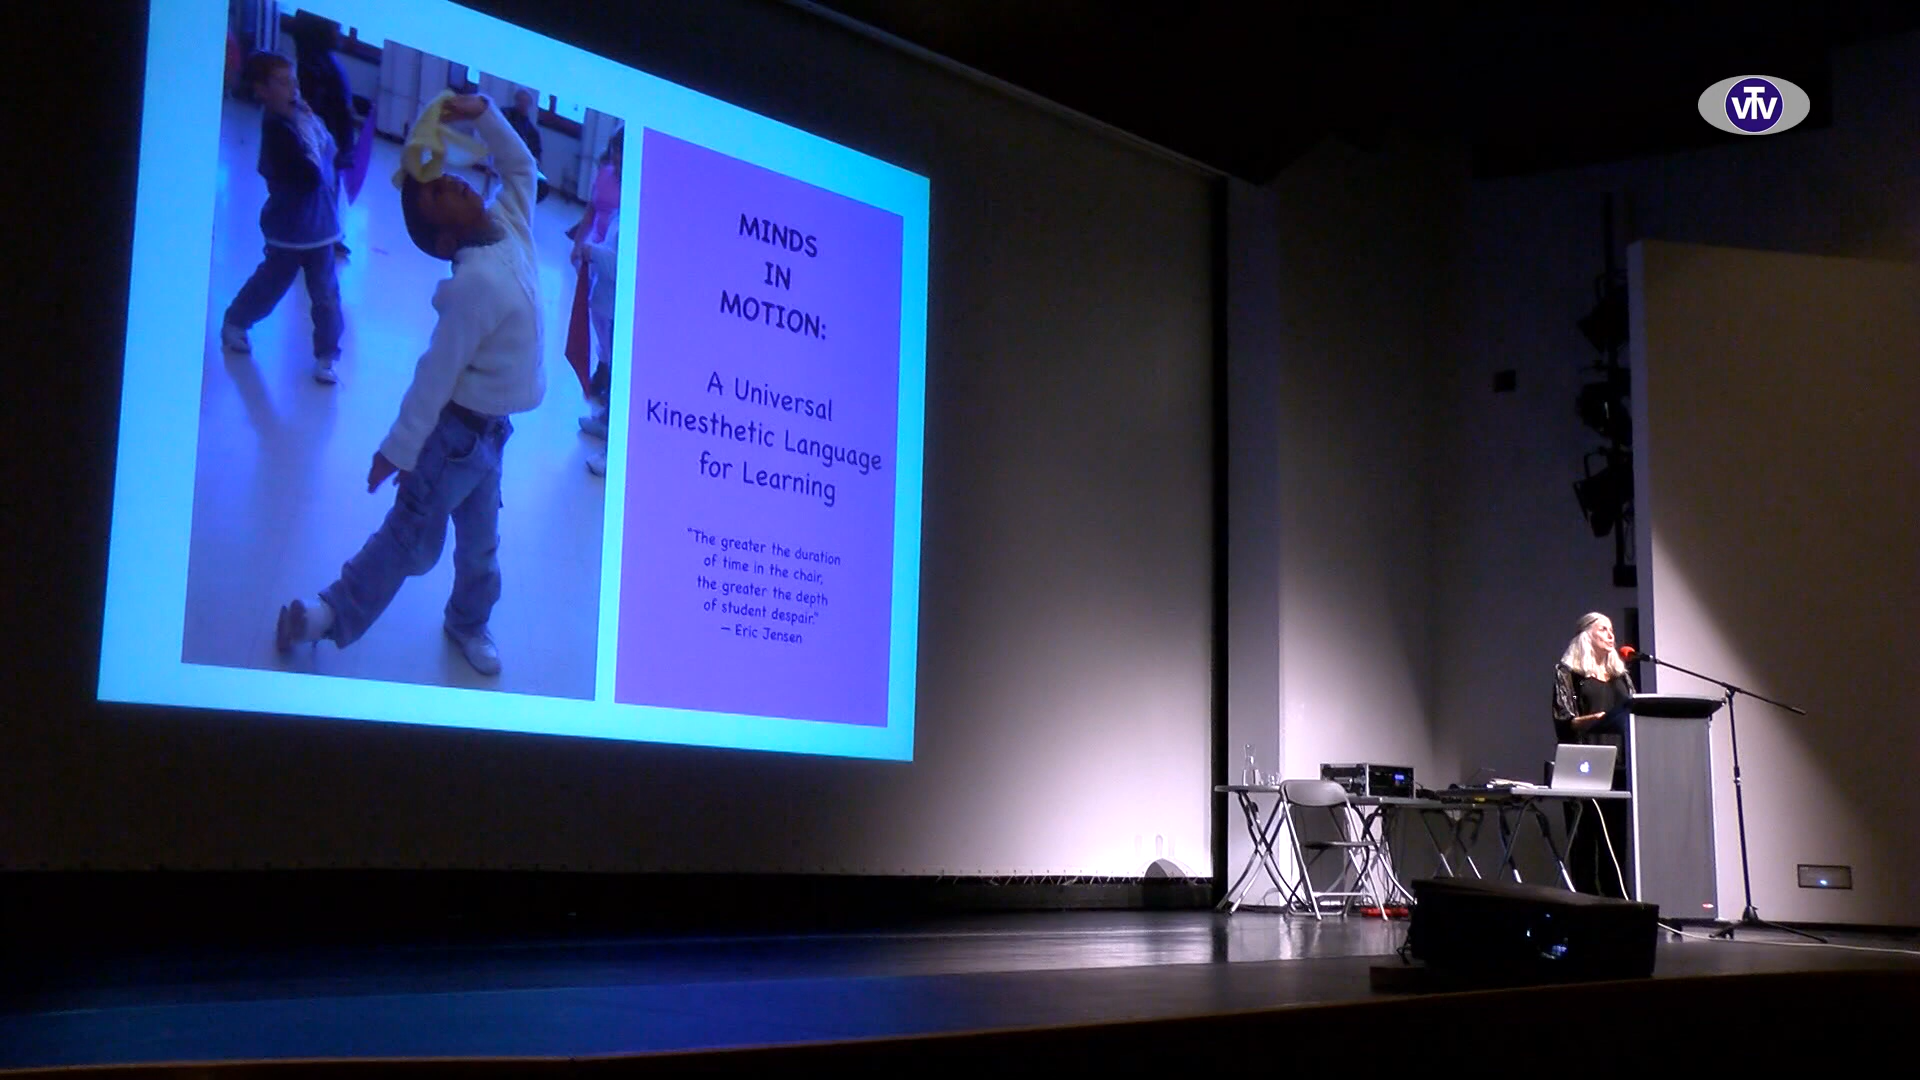 MINDS
IN
MOTION:
A Universal
Kinesthetic Language
for Learning
"The greater the duration
of time in the chair,
the greater the depth
of student despair."
— Eric Jensen
VTV